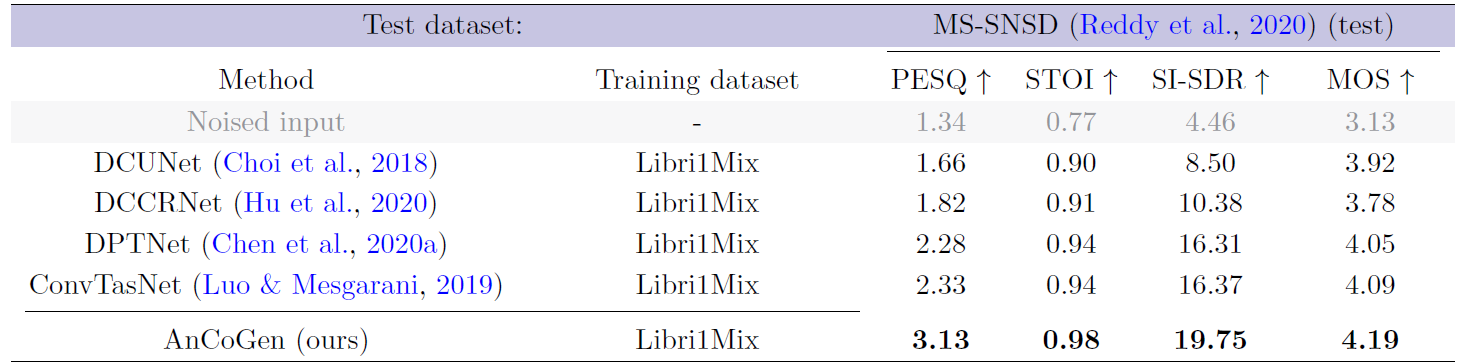 Test dataset: MS-SNSD (Reddy et al., 2020) (test)
Method Training dataset PESQ ↑ STOI ↑ SI-SDR ↑ MOS ↑
Noised input - 1.34 0.77 4.46 3.13
DCUNet (Choi et al., 2018) Libri1Mix 1.66 0.90 8.50 3.92
DCCRNet (Hu et al., 2020) Libri1Mix 1.82 0.91 10.38 3.78
DPTNet (Chen et al., 2020a) Libri1Mix 2.28 0.94 16.31 4.05
ConvTasNet (Luo & Mesgarani, 2019) Libri1Mix 2.33 0.94 16.37 4.09
AnCoGen (ours) Libri1Mix 3.13 0.98 19.75 4.19